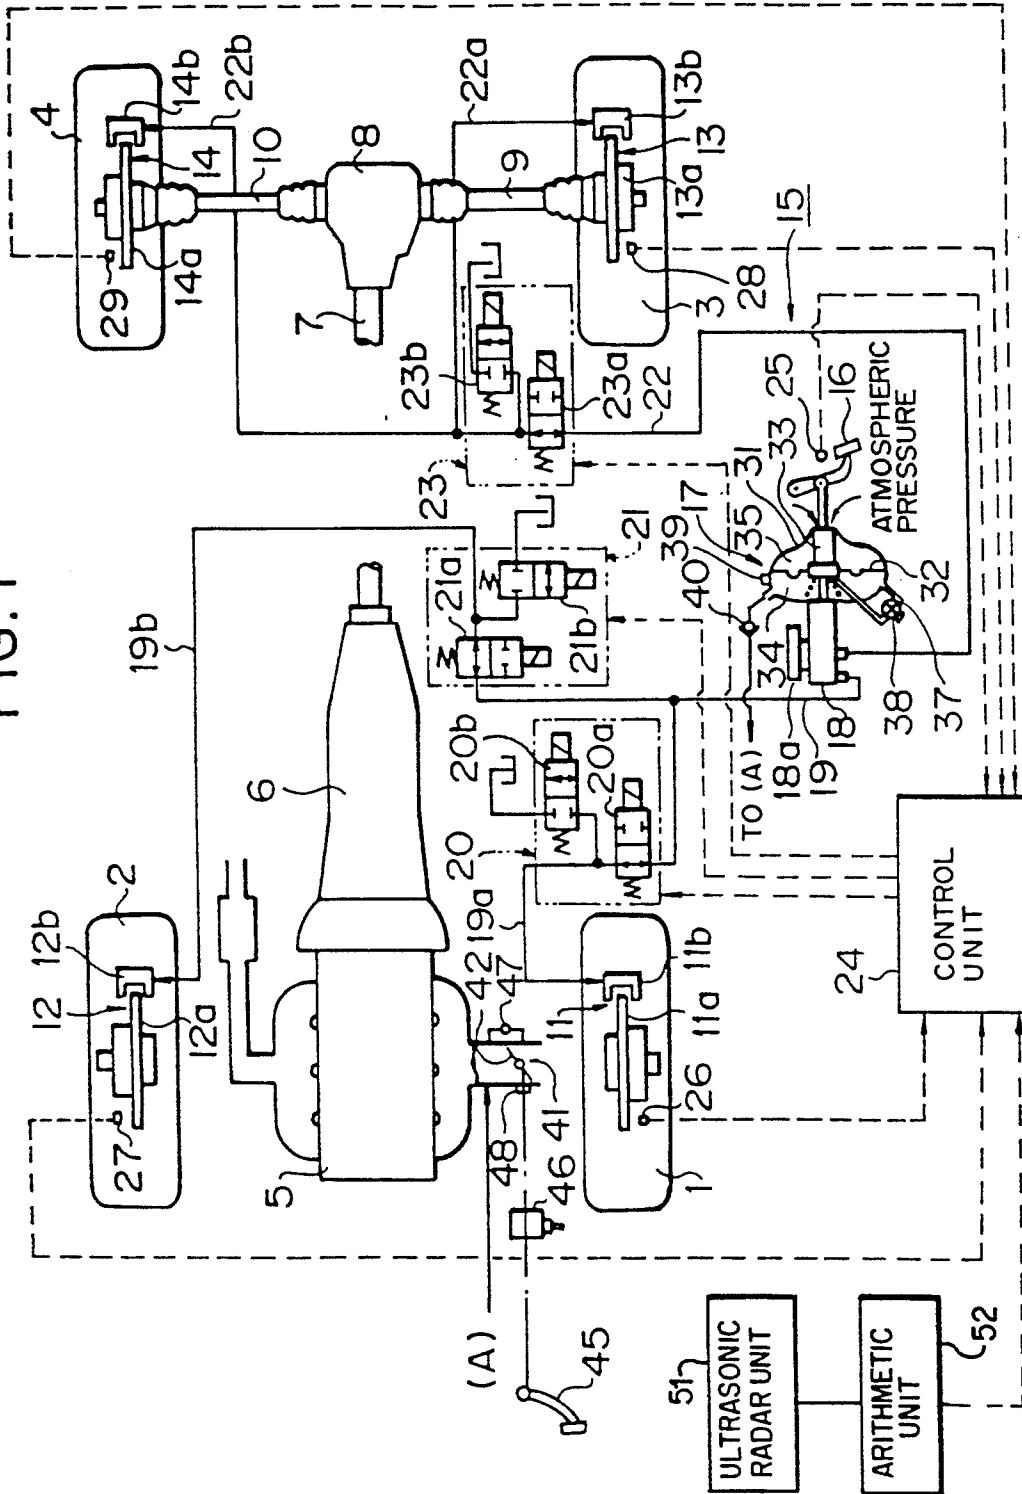 FIG. 1
27
12
12b
2
12a
19b
29
4
14b
22b
14a
14
10
5
6
7
8
(A)
48
42
47
19a
20
20b
20a
21a
21
21b
23
23b
23a
22
22a
9
45
46
41
11
11b
11a
26
1
3
28
13a
13
13b
15
51
ULTRASONIC
RADAR UNIT
TO (A)
18a
34
40
39
17
35
33
31
25
16
19
18
38
37
32
ATMOSPHERIC
PRESSURE
24
CONTROL
UNIT
ARITHMETIC
UNIT
52